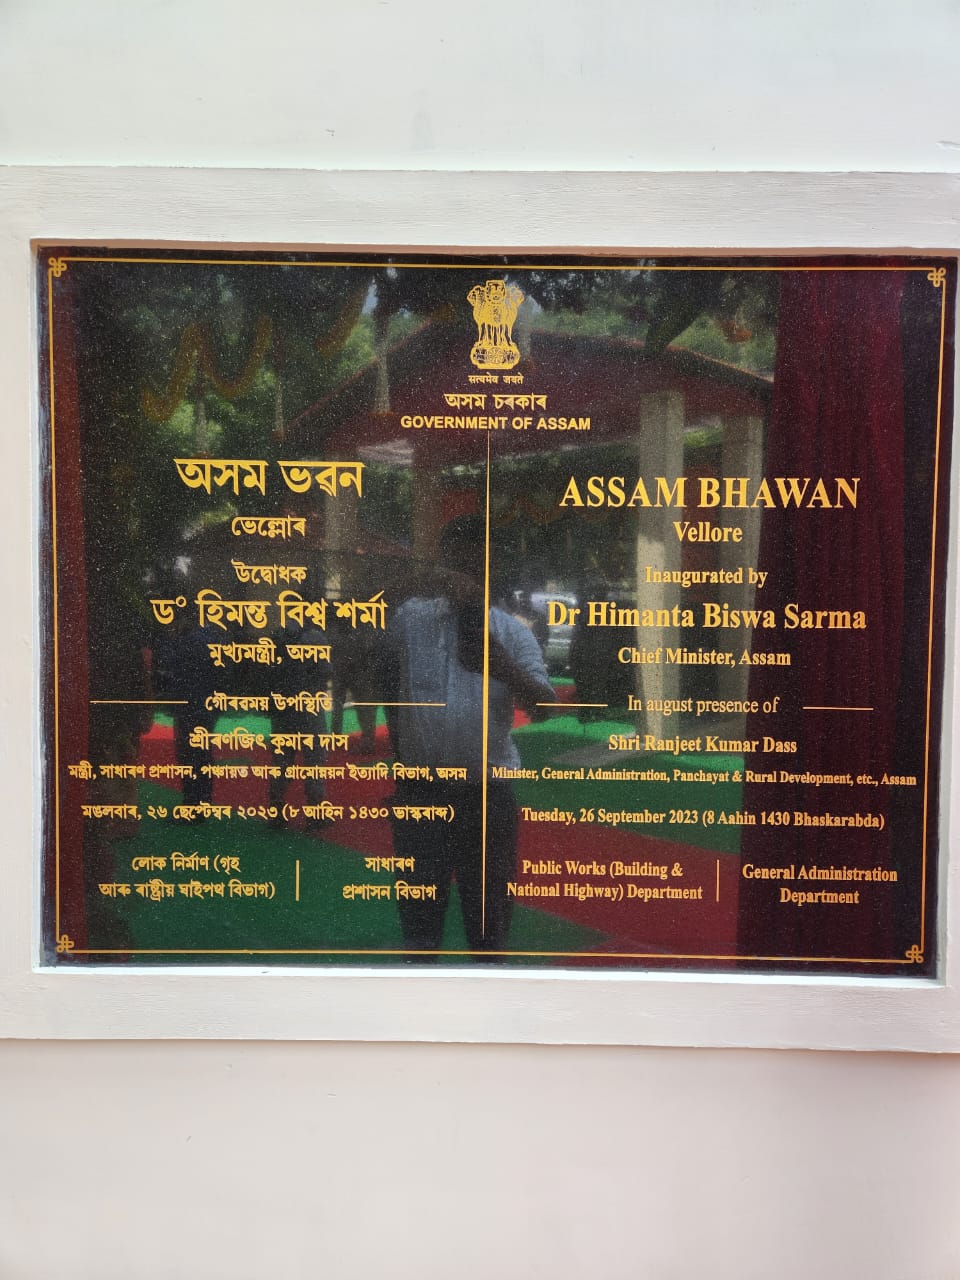 सत्यमेव जयते
অসম চৰকাৰ
GOVERNMENT OF ASSAM
অসম ভৱন
ভেল্লোৰ
উদ্বোধক
ড° হিমন্ত বিশ্ব শৰ্মা
মুখ্যমন্ত্ৰী, অসম
গৌৰৱময় উপস্থিতি
শ্ৰীৰণজিৎ কুমাৰ দাস
মন্ত্ৰী, সাধাৰণ প্ৰশাসন, পঞ্চায়ত আৰু গ্ৰামোন্নয়ন ইত্যাদি বিভাগ, অসম
মঙলবাৰ, ২৬ ছেপ্টেম্বৰ ২০২৩ (৮ আহিন ১৪৩০ ভাস্কৰাব্দ)
লোক নিৰ্মাণ (গৃহ
আৰু ৰাষ্ট্ৰীয় ঘাইপথ বিভাগ)
সাধাৰণ
প্ৰশাসন বিভাগ
ASSAM BHAWAN
Vellore
Inaugurated by
Dr Himanta Biswa Sarma
Chief Minister, Assam
In august presence of
Shri Ranjeet Kumar Dass
Minister, General Administration, Panchayat & Rural Development, etc., Assam
Tuesday, 26 September 2023 (8 Aahin 1430 Bhaskarabda)
Public Works (Building &
National Highway) Department
General Administration
Department